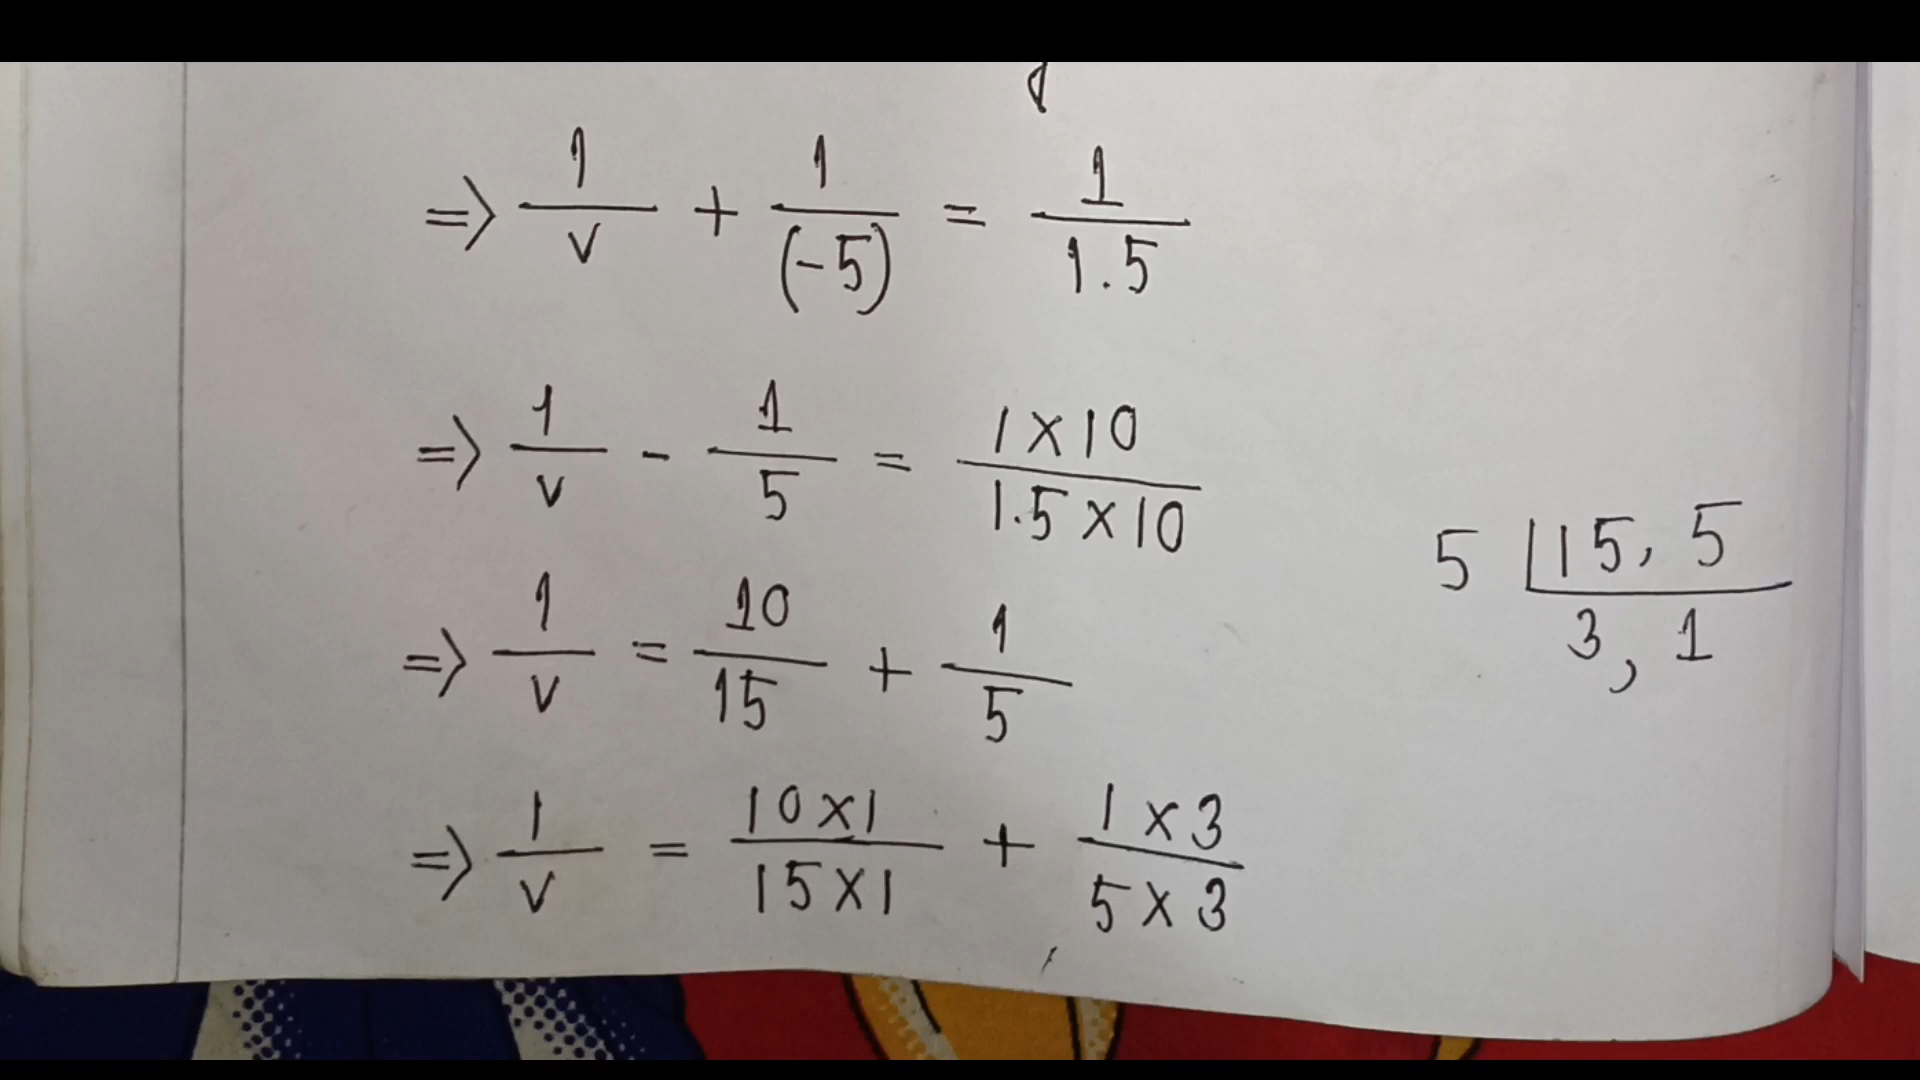 => 1/v + 1/(-5) = 1/1.5
=> 1/v - 1/5 = 1×10/1.5×10
=> 1/v = 10/15 + 1/5
=> 1/v = 10×1/15×1 + 1×3/5×3
5 | 15, 5
3, 1